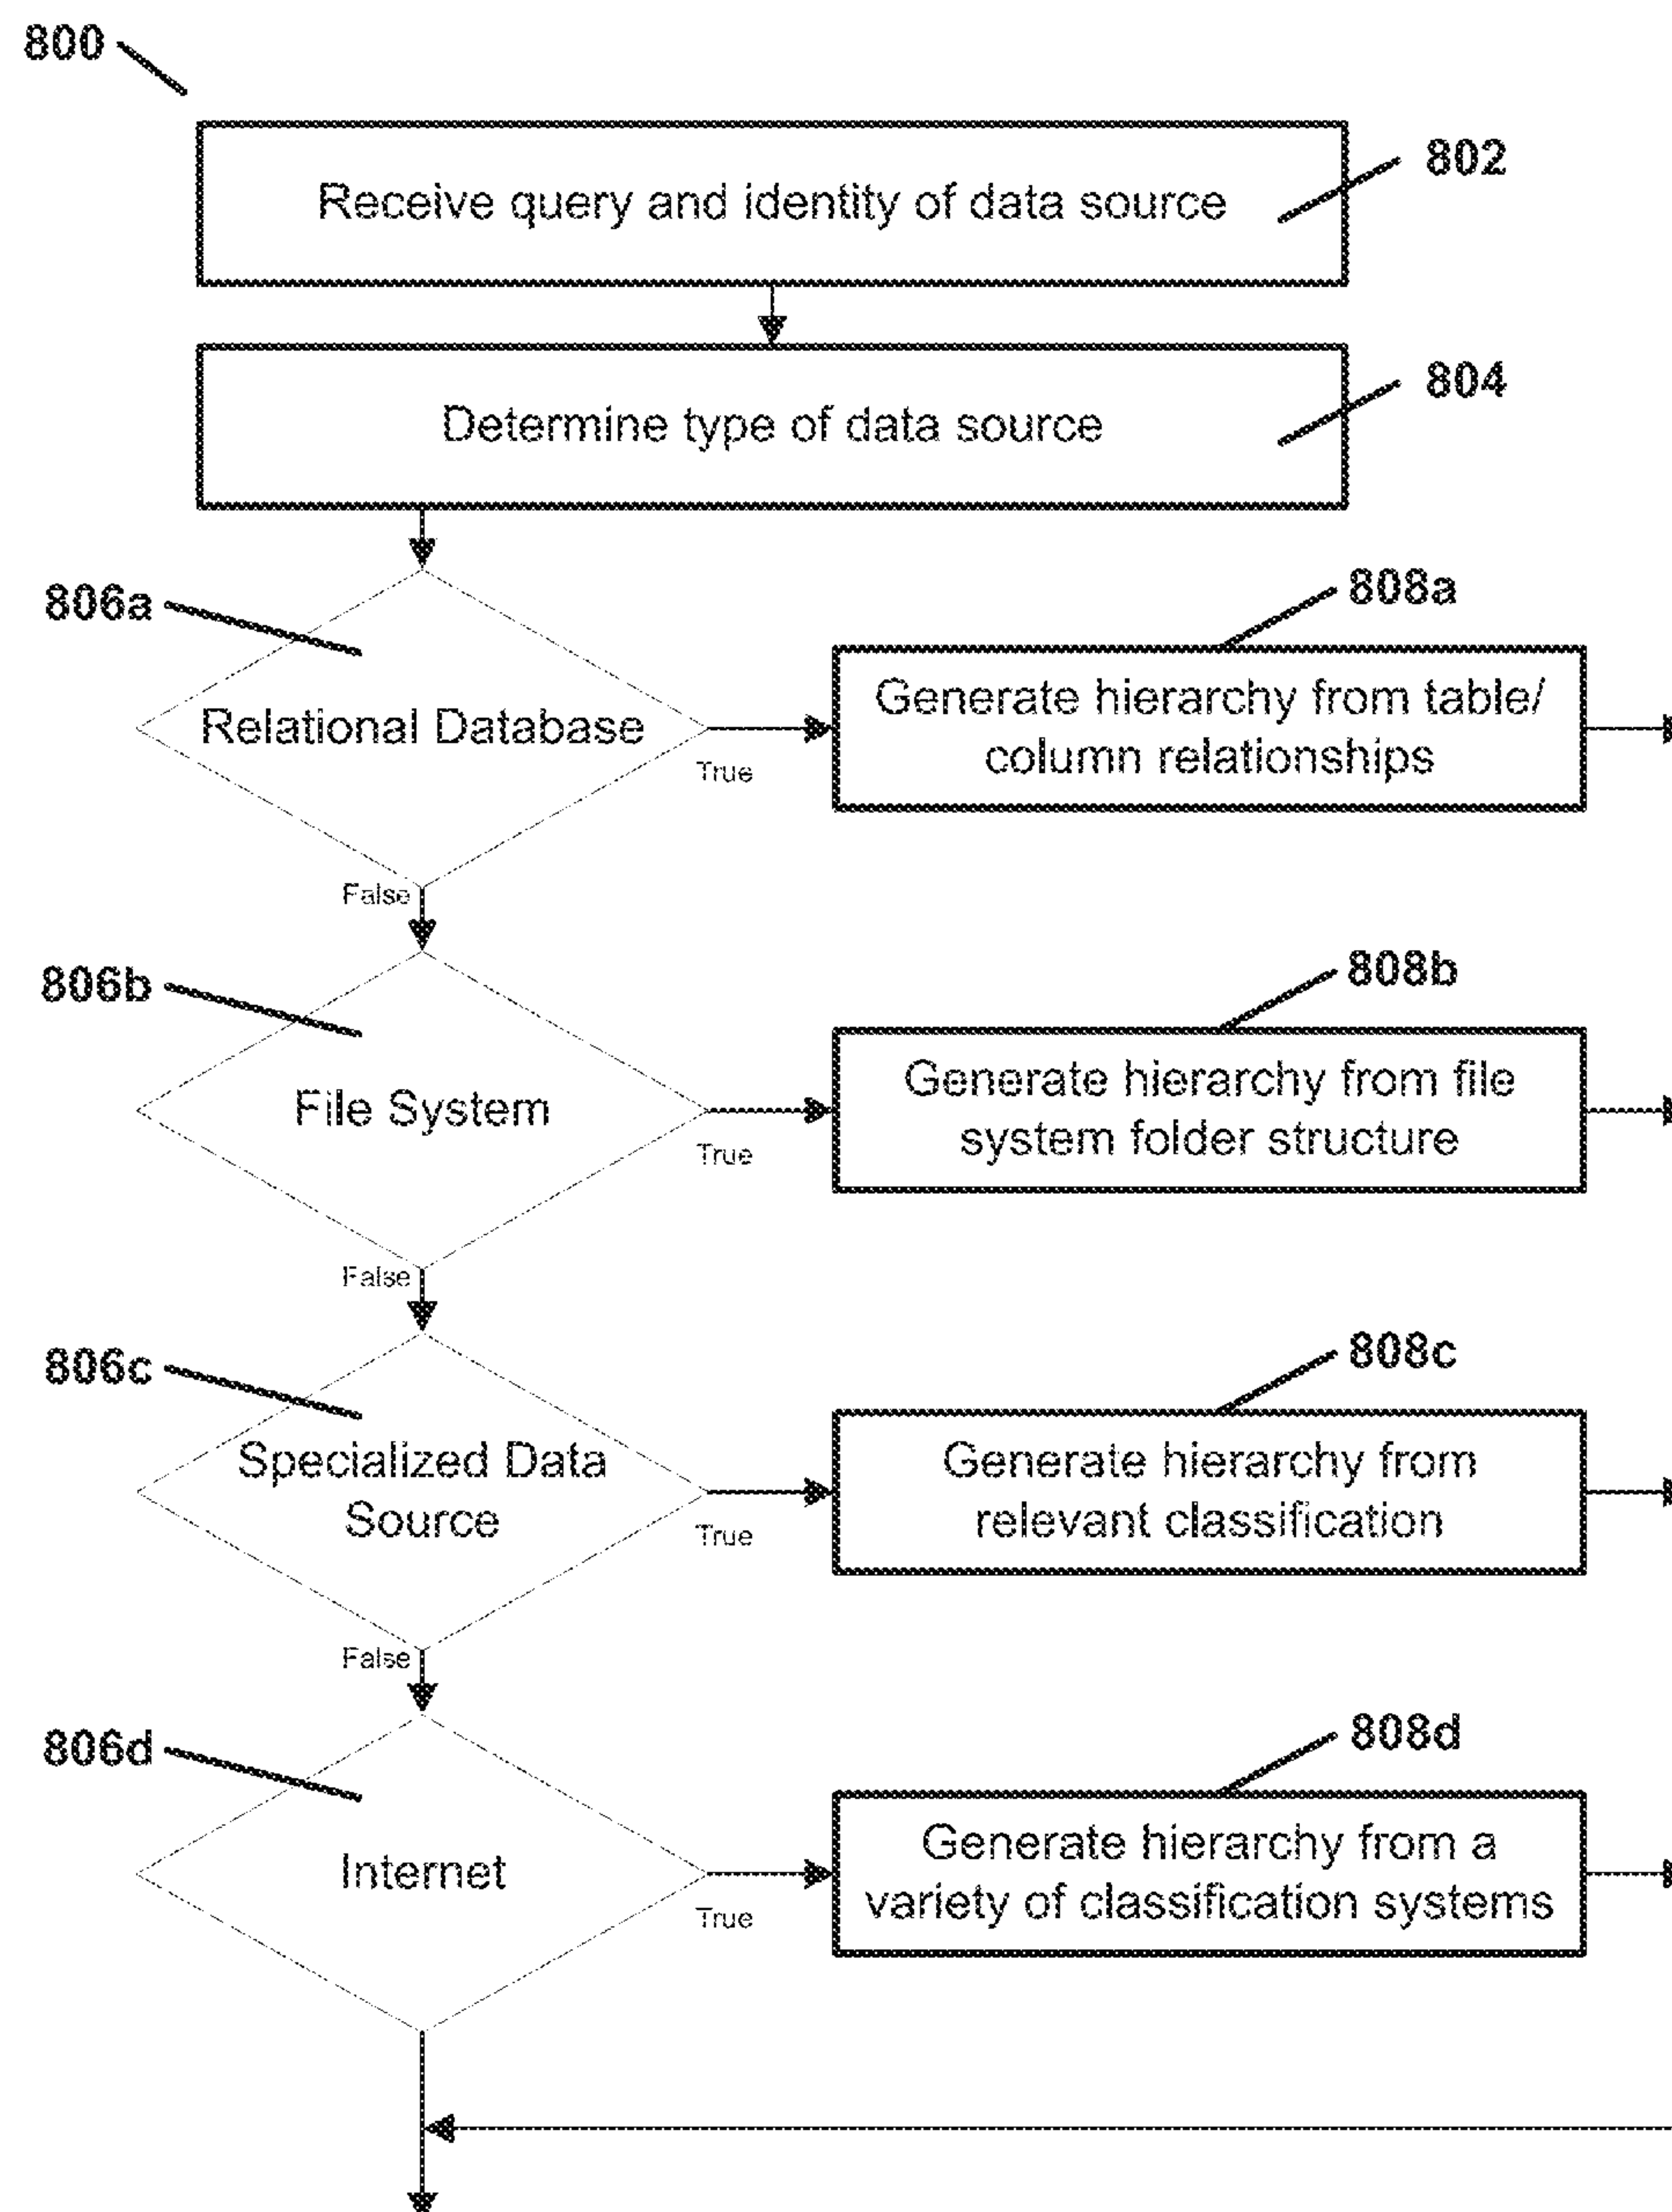 800
802
Receive query and identity of data source
804
Determine type of data source
806a
808a
Relational Database
True
Generate hierarchy from table/
column relationships
False
806b
808b
File System
True
Generate hierarchy from file
system folder structure
False
806c
808c
Specialized Data
Source
True
Generate hierarchy from
relevant classification
False
806d
808d
Internet
True
Generate hierarchy from a
variety of classification systems